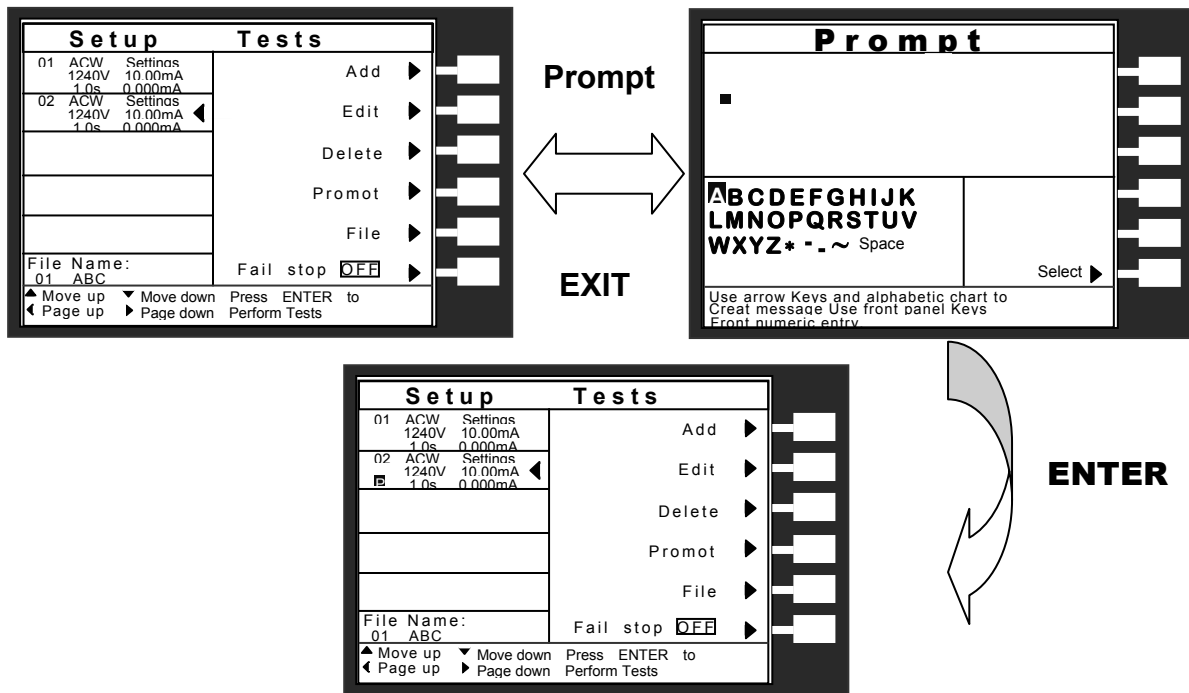 Setup Tests
01 ACW Settings
1240V 10.00mA
1.0s 0.000mA
02 ACW Settings
1240V 10.00mA
1.0s 0.000mA
Add
Edit
Delete
Promot
File
Fail stop OFF
File Name:
01 ABC
Move up Move down Press ENTER to
Page up Page down Perform Tests
Prompt
EXIT
Prompt
ABCDEFGHIJK
LMNOPQRSTUV
WXYZ* - _ ~ Space
Select
Use arrow Keys and alphabetic chart to
Creat message Use front panel Keys
Front numeric entry
ENTER
Setup Tests
01 ACW Settings
1240V 10.00mA
1.0s 0.000mA
02 ACW Settings
1240V 10.00mA
P 1.0s 0.000mA
Add
Edit
Delete
Promot
File
Fail stop OFF
File Name:
01 ABC
Move up Move down Press ENTER to
Page up Page down Perform Tests